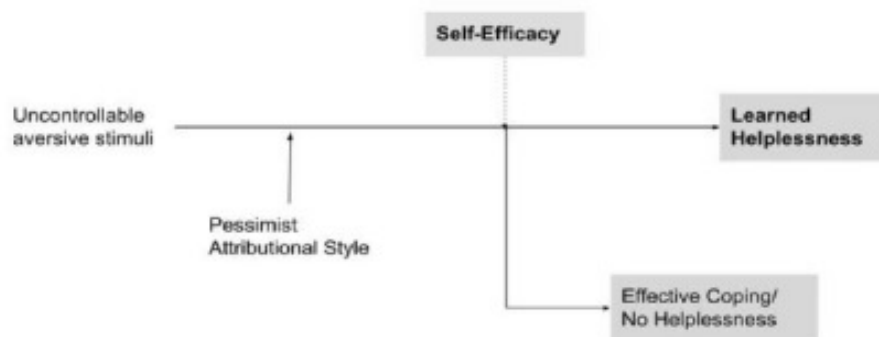 Self-Efficacy
Uncontrollable
aversive stimuli
Learned
Helplessness
Pessimist
Attributional Style
Effective Coping/
No Helplessness